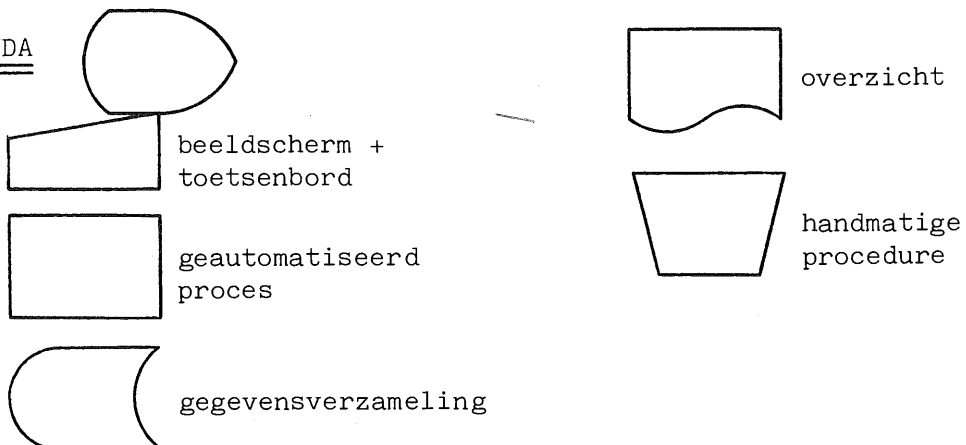 DA
beeldscherm +
toetsenbord
geautomatiseerd
proces
gegevensverzameling
overzicht
handmatige
procedure